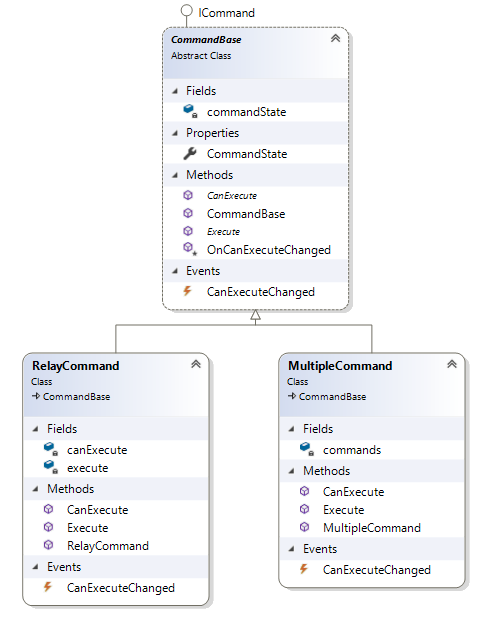 ICommand
CommandBase
Abstract Class
Fields
commandState
Properties
CommandState
Methods
CanExecute
CommandBase
Execute
OnCanExecuteChanged
Events
CanExecuteChanged
RelayCommand
Class
CommandBase
Fields
canExecute
execute
Methods
CanExecute
Execute
RelayCommand
Events
CanExecuteChanged
MultipleCommand
Class
CommandBase
Fields
commands
Methods
CanExecute
Execute
MultipleCommand
Events
CanExecuteChanged